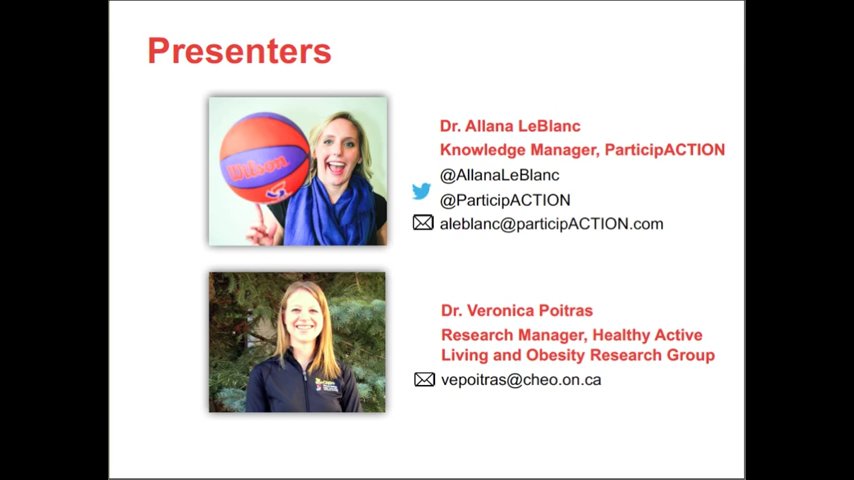 Presenters
Wilson
Dr. Allana LeBlanc
Knowledge Manager, ParticipACTION
@AllanaLeBlanc
@ParticipACTION
aleblanc@participACTION.com
Dr. Veronica Poitras
Research Manager, Healthy Active
Living and Obesity Research Group
vepoitras@cheo.on.ca